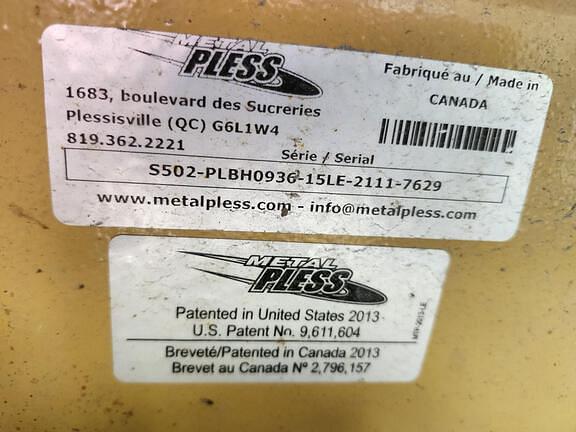 METAL
PLESS
Fabriqué au / Made in
CANADA
1683, boulevard des Sucreries
Plessisville (QC) G6L1W4
819.362.2221
Série / Serial
S502-PLBH0936-15LE-2111-7629
www.metalpless.com - info@metalpless.com
METAL
PLESS
Patented in United States 2013
U.S. Patent No. 9,611,604
Breveté/Patented in Canada 2013
Brevet au Canada Nº 2,796,157